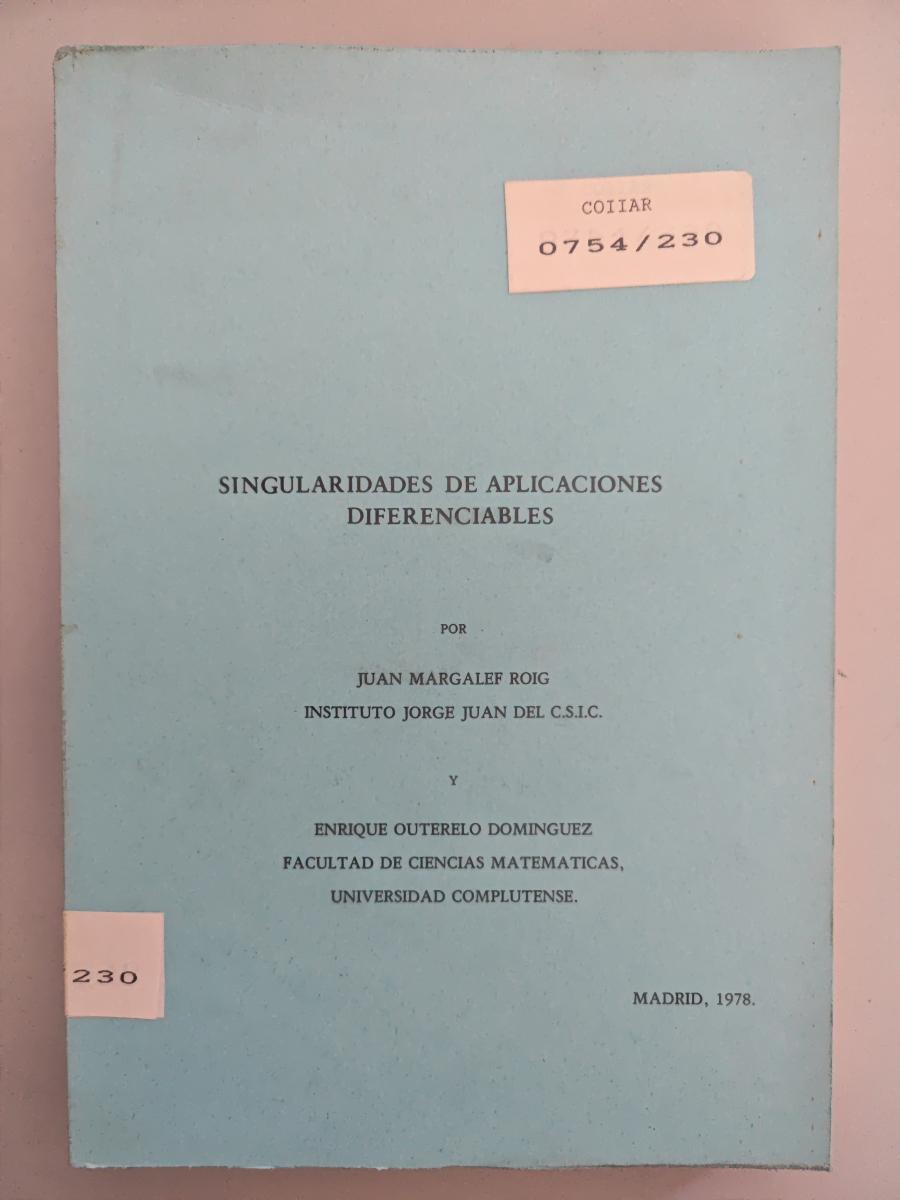 COIIAR
0754/230
SINGULARIDADES DE APLICACIONES
DIFERENCIABLES
POR
JUAN MARGALEF ROIG
INSTITUTO JORGE JUAN DEL C.S.I.C.
Y
ENRIQUE OUTERELO DOMINGUEZ
FACULTAD DE CIENCIAS MATEMATICAS,
UNIVERSIDAD COMPLUTENSE.
230
MADRID, 1978.